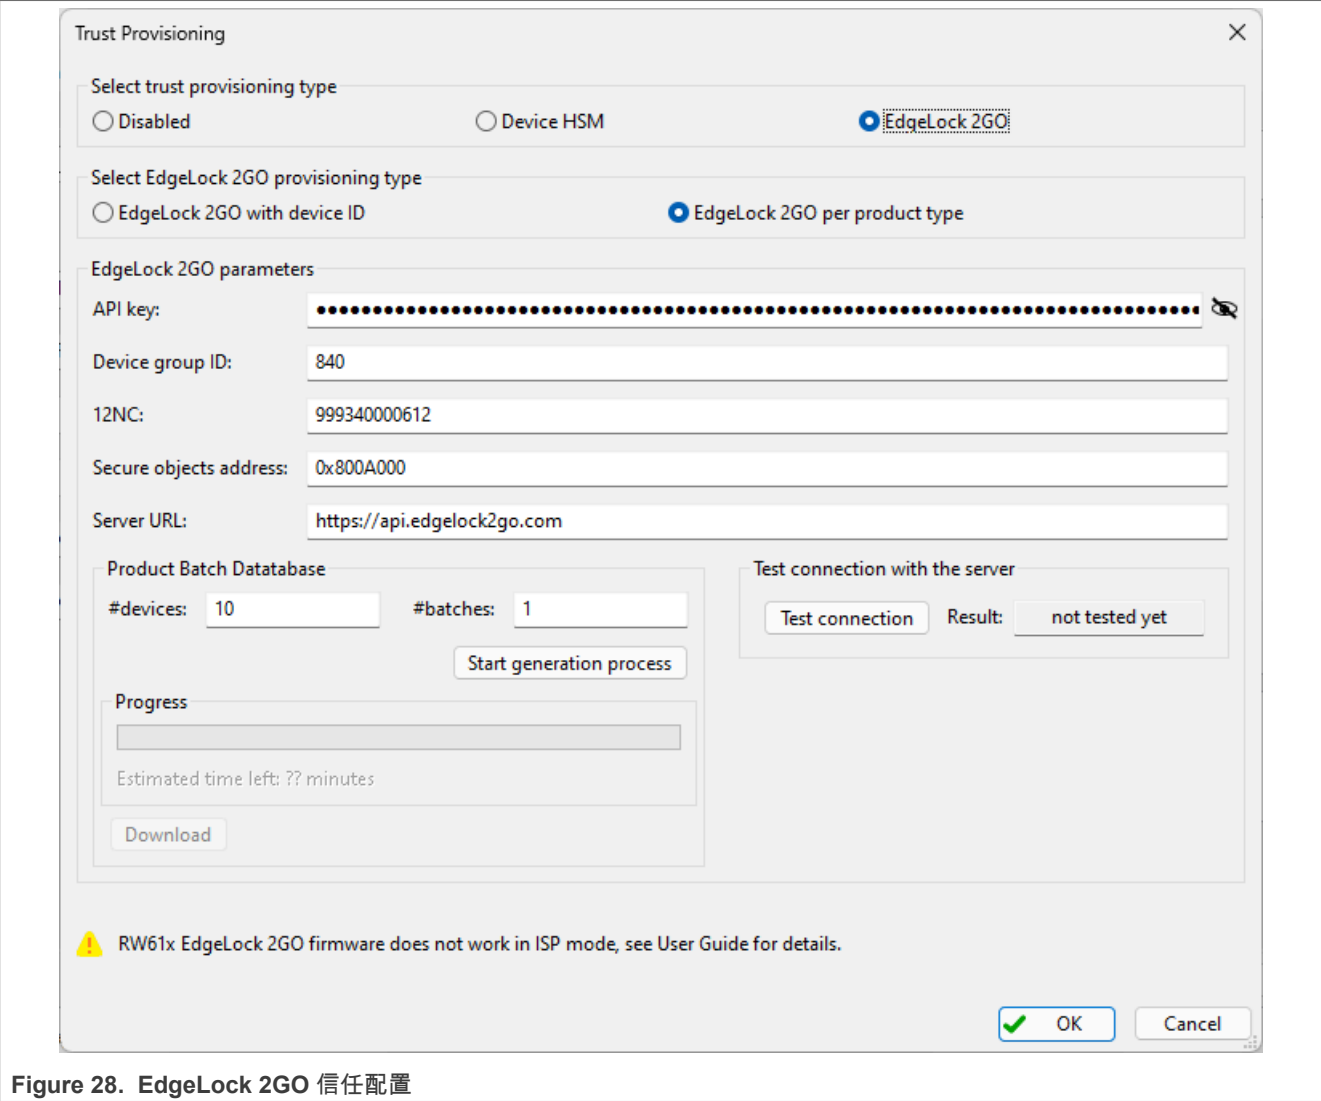 Trust Provisioning
Select trust provisioning type
Disabled
Device HSM
EdgeLock 2GO
Select EdgeLock 2GO provisioning type
EdgeLock 2GO with device ID
EdgeLock 2GO per product type
EdgeLock 2GO parameters
API key:
Device group ID: 840
12NC: 999340000612
Secure objects address: 0x800A000
Server URL: https://api.edgelock2go.com
Product Batch Datatabase
#devices: 10 #batches: 1
Start generation process
Progress
Estimated time left: ?? minutes
Download
Test connection with the server
Test connection Result: not tested yet
RW61x EdgeLock 2GO firmware does not work in ISP mode, see User Guide for details.
OK Cancel
Figure 28. EdgeLock 2GO 信任配置